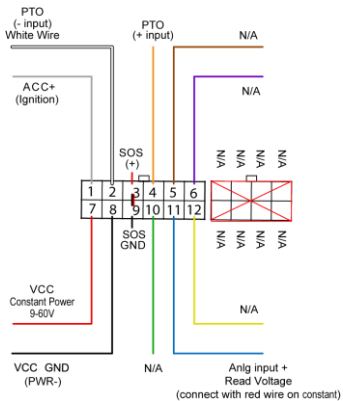 PTO
(- input)
White Wire
PTO
(+ input)
N/A
ACC+
(Ignition)
N/A
SOS
(+)
N/A
N/A
N/A
N/A
1 2 3 4 5 6
7 8 9 10 11 12
SOS
GND
N/A
N/A
N/A
N/A
VCC
Constant Power
9-60V
N/A
VCC GND
(PWR-)
N/A
Anlg input +
Read Voltage
(connect with red wire on constant)